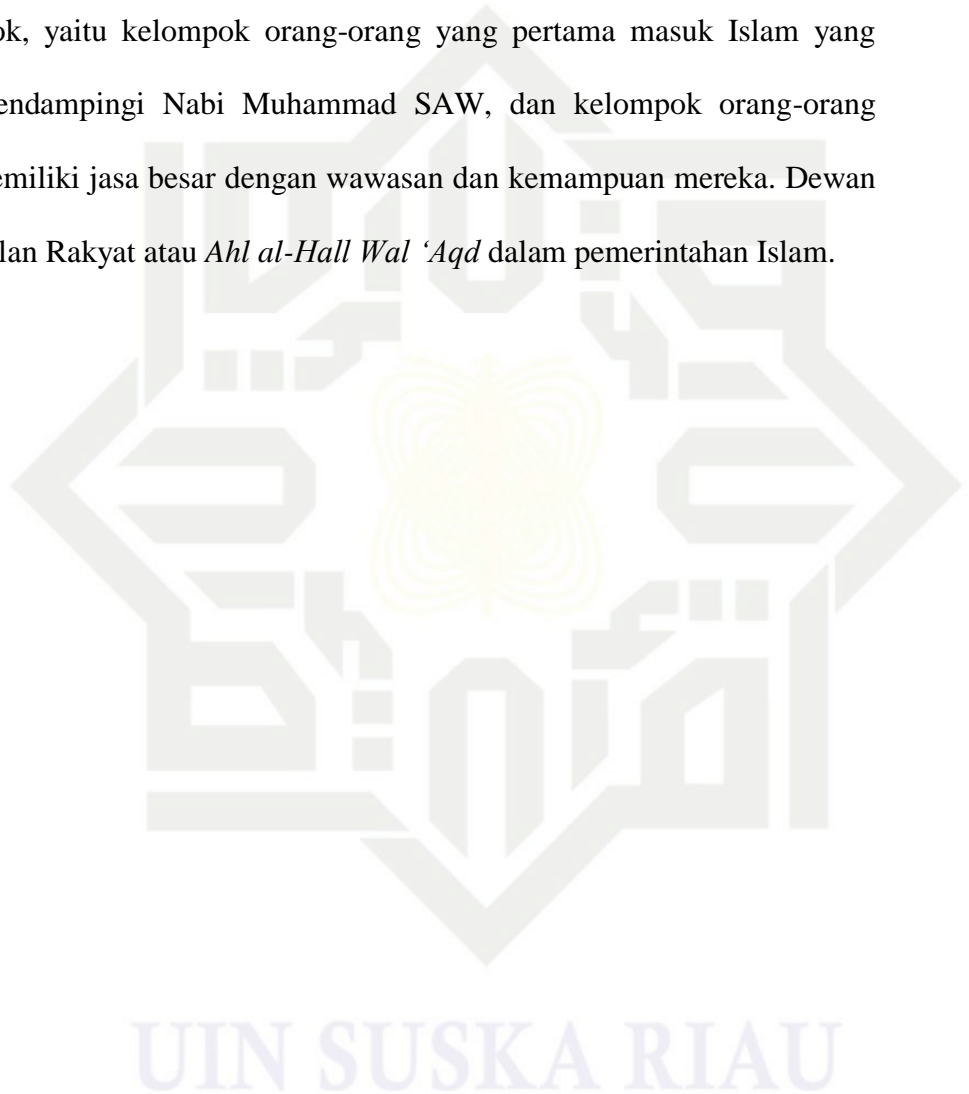 ok, yaitu kelompok orang-orang yang pertama masuk Islam yang
endampingi Nabi Muhammad SAW, dan kelompok orang-orang
emiliki jasa besar dengan wawasan dan kemampuan mereka. Dewan
lan Rakyat atau Ahl al-Hall Wal ‘Aqd dalam pemerintahan Islam.
UIN SUSKA RIAU